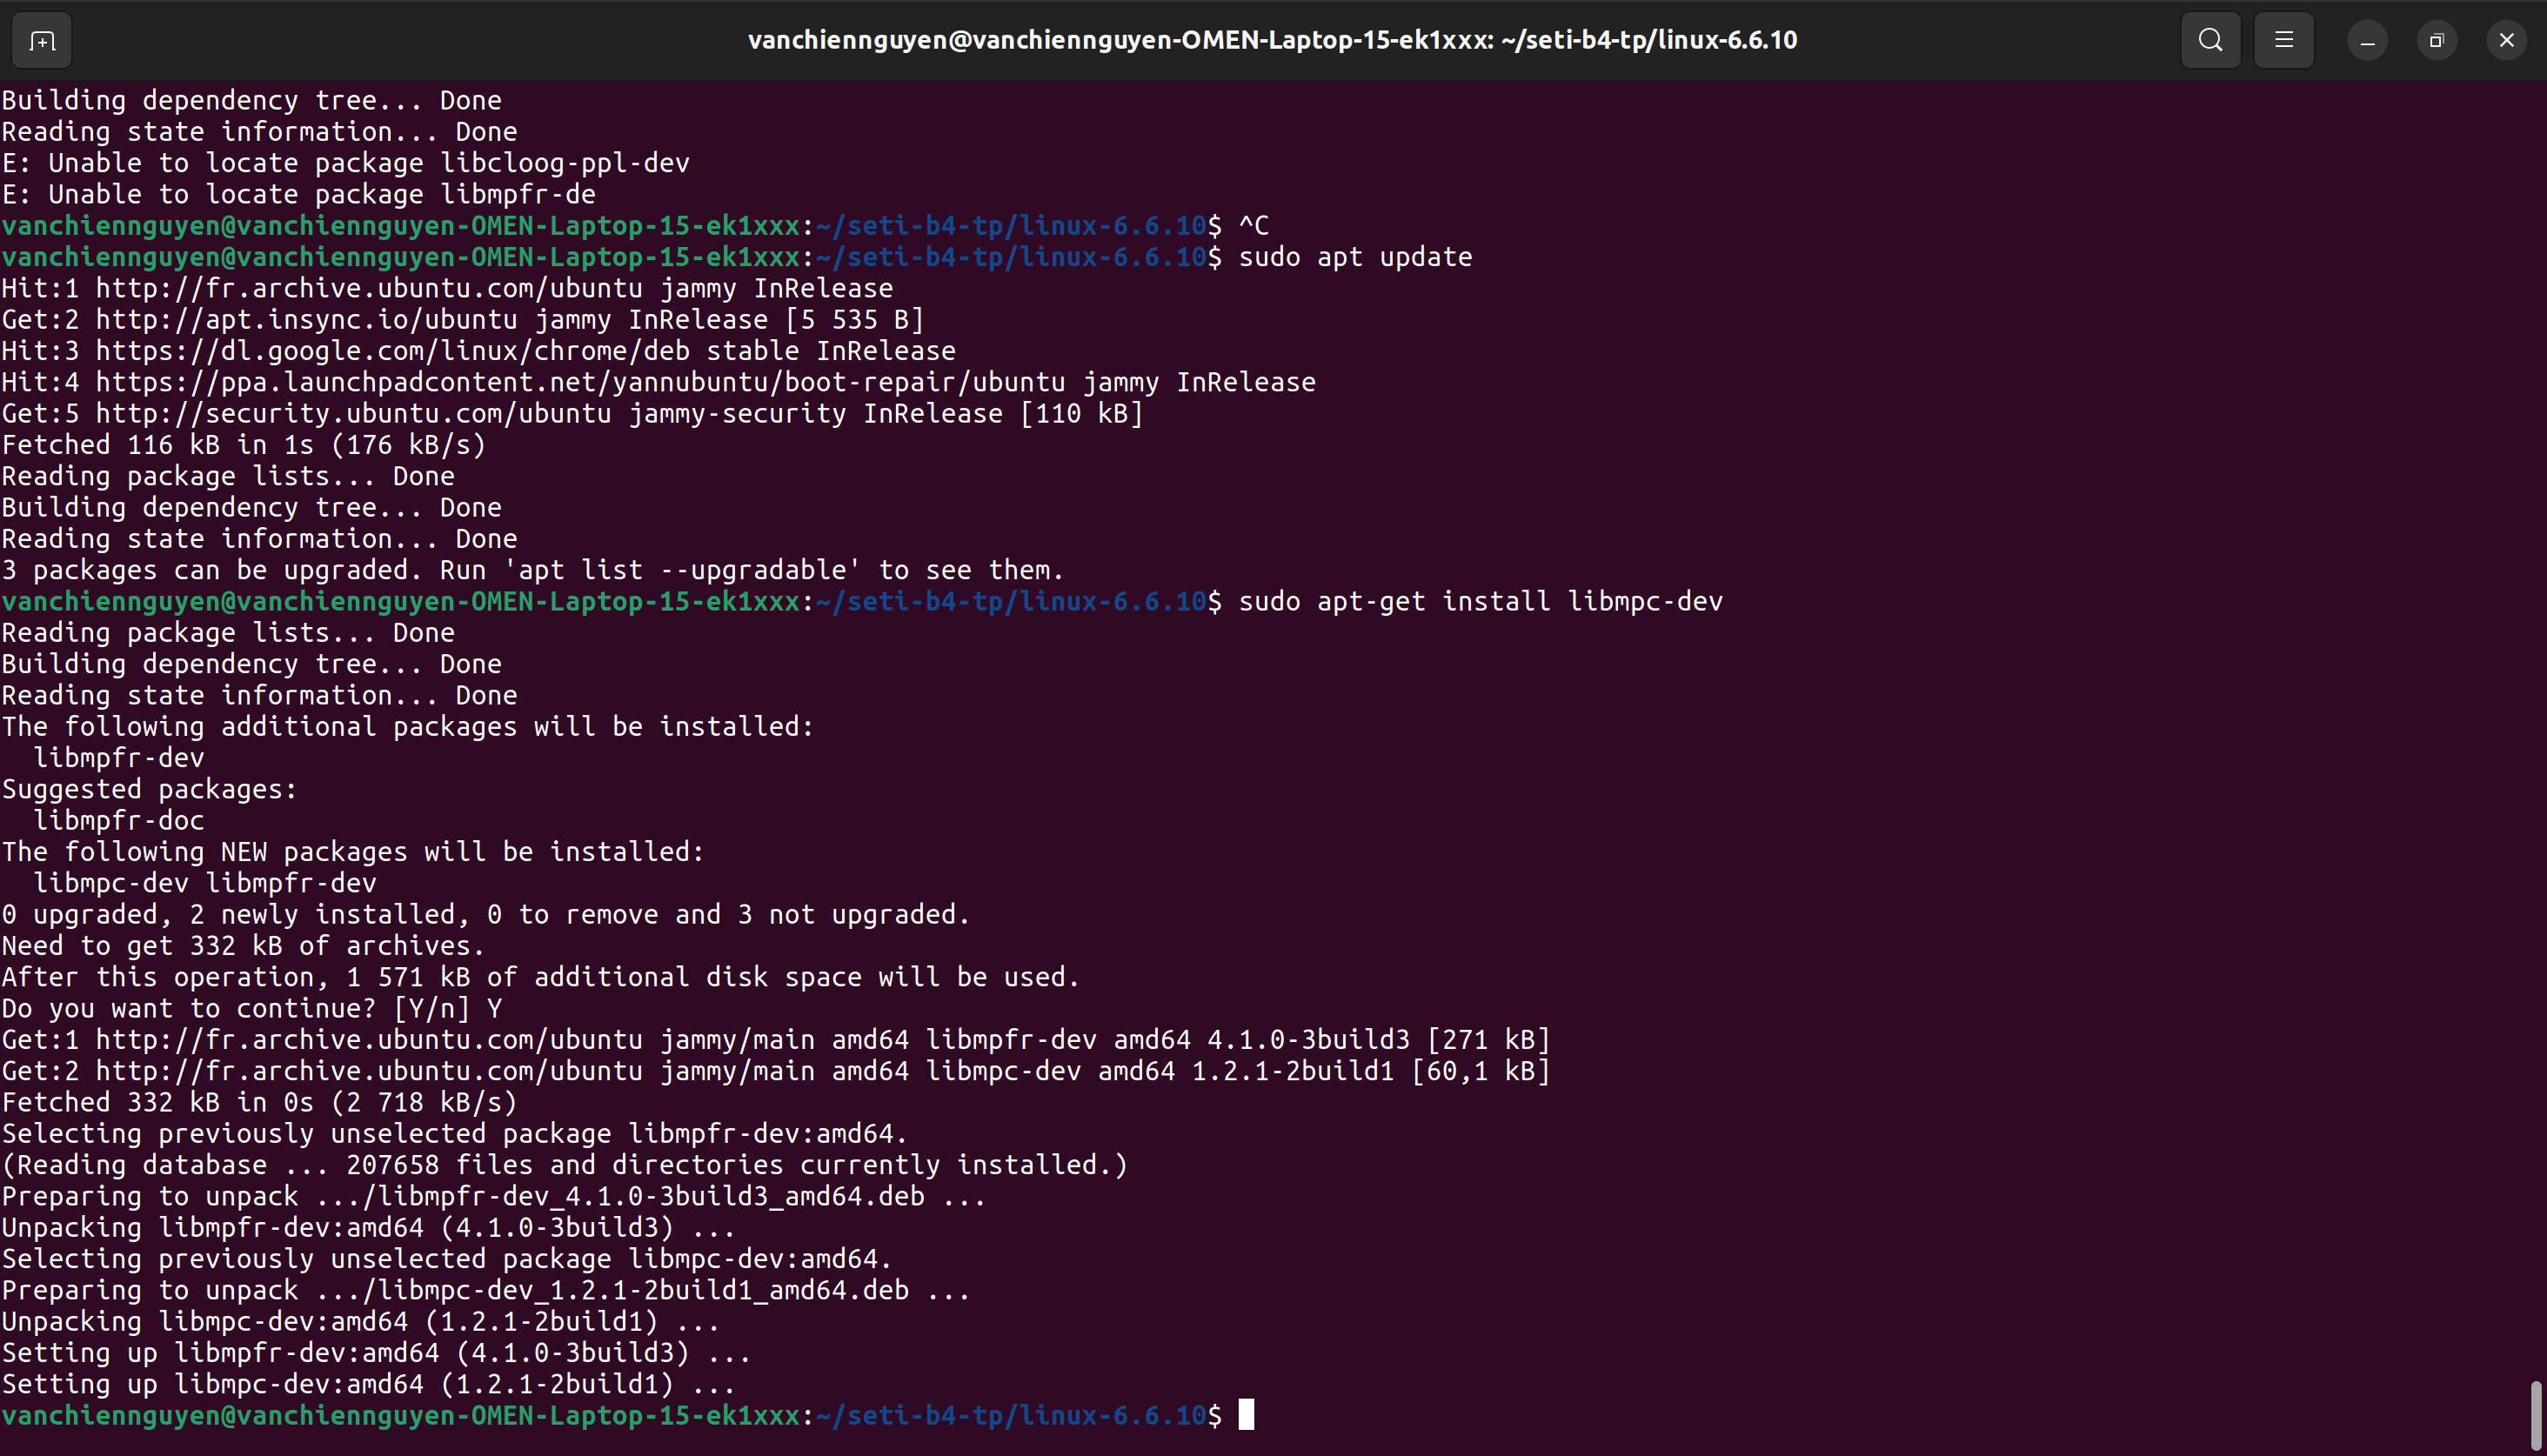 vanchiennguyen@vanchiennguyen-OMEN-Laptop-15-ek1xxx: ~/seti-b4-tp/linux-6.6.10
Building dependency tree... Done
Reading state information... Done
E: Unable to locate package libcloog-ppl-dev
E: Unable to locate package libmpfr-de
vanchiennguyen@vanchiennguyen-OMEN-Laptop-15-ek1xxx:~/seti-b4-tp/linux-6.6.10$ ^C
vanchiennguyen@vanchiennguyen-OMEN-Laptop-15-ek1xxx:~/seti-b4-tp/linux-6.6.10$ sudo apt update
Hit:1 http://fr.archive.ubuntu.com/ubuntu jammy InRelease
Get:2 http://apt.insync.io/ubuntu jammy InRelease [5 535 B]
Hit:3 https://dl.google.com/linux/chrome/deb stable InRelease
Hit:4 https://ppa.launchpadcontent.net/yannubuntu/boot-repair/ubuntu jammy InRelease
Get:5 http://security.ubuntu.com/ubuntu jammy-security InRelease [110 kB]
Fetched 116 kB in 1s (176 kB/s)
Reading package lists... Done
Building dependency tree... Done
Reading state information... Done
3 packages can be upgraded. Run 'apt list --upgradable' to see them.
vanchiennguyen@vanchiennguyen-OMEN-Laptop-15-ek1xxx:~/seti-b4-tp/linux-6.6.10$ sudo apt-get install libmpc-dev
Reading package lists... Done
Building dependency tree... Done
Reading state information... Done
The following additional packages will be installed:
  libmpfr-dev
Suggested packages:
  libmpfr-doc
The following NEW packages will be installed:
  libmpc-dev libmpfr-dev
0 upgraded, 2 newly installed, 0 to remove and 3 not upgraded.
Need to get 332 kB of archives.
After this operation, 1 571 kB of additional disk space will be used.
Do you want to continue? [Y/n] Y
Get:1 http://fr.archive.ubuntu.com/ubuntu jammy/main amd64 libmpfr-dev amd64 4.1.0-3build3 [271 kB]
Get:2 http://fr.archive.ubuntu.com/ubuntu jammy/main amd64 libmpc-dev amd64 1.2.1-2build1 [60,1 kB]
Fetched 332 kB in 0s (2 718 kB/s)
Selecting previously unselected package libmpfr-dev:amd64.
(Reading database ... 207658 files and directories currently installed.)
Preparing to unpack .../libmpfr-dev_4.1.0-3build3_amd64.deb ...
Unpacking libmpfr-dev:amd64 (4.1.0-3build3) ...
Selecting previously unselected package libmpc-dev:amd64.
Preparing to unpack .../libmpc-dev_1.2.1-2build1_amd64.deb ...
Unpacking libmpc-dev:amd64 (1.2.1-2build1) ...
Setting up libmpfr-dev:amd64 (4.1.0-3build3) ...
Setting up libmpc-dev:amd64 (1.2.1-2build1) ...
vanchiennguyen@vanchiennguyen-OMEN-Laptop-15-ek1xxx:~/seti-b4-tp/linux-6.6.10$